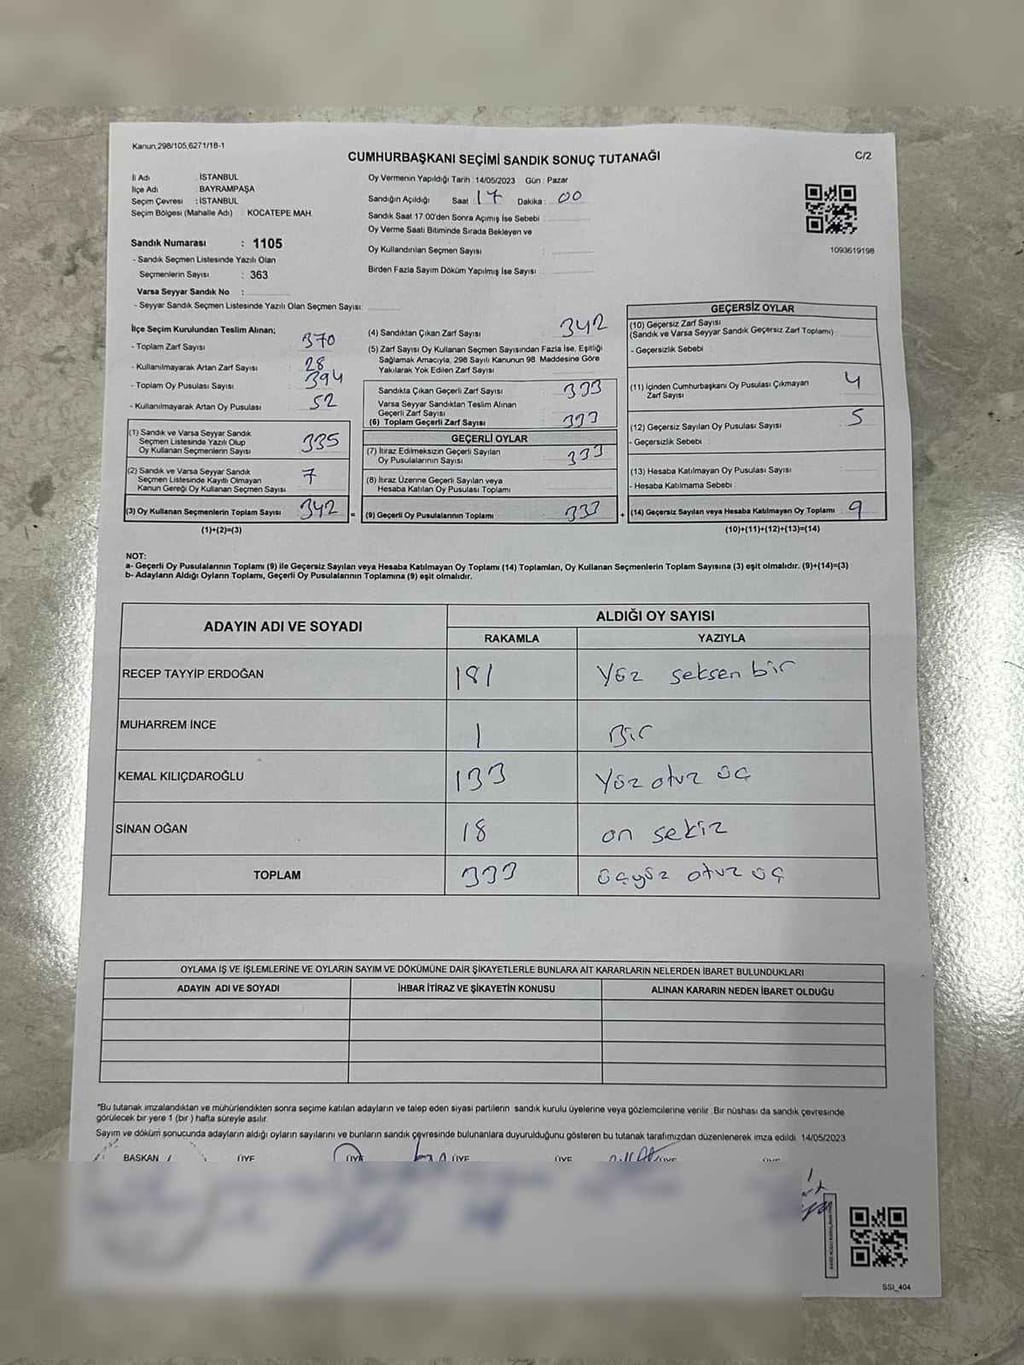 Kanun,298/105,6271/18-1
CUMHURBAŞKANI SEÇİMİ SANDIK SONUÇ TUTANAĞI
C/2
İl Adı : İSTANBUL
İlçe Adı : BAYRAMPAŞA
Seçim Çevresi : İSTANBUL
Seçim Bölgesi (Mahalle Adı) : KOCATEPE MAH.
Sandık Numarası : 1105
- Sandık Seçmen Listesinde Yazılı Olan
Seçmenlerin Sayısı : 363
Varsa Seyyar Sandık No :
- Seyyar Sandık Seçmen Listesinde Yazılı Olan Seçmen Sayısı:
Oy Vermenin Yapıldığı Tarih : 14/05/2023 Gün : Pazar
Sandığın Açıldığı Saat : 17 Dakika : 00
Sandık Saat 17:00'den Sonra Açımış İse Sebebi :
Oy Verme Saati Bitiminde Sırada Bekleyen ve
Oy Kullandırılan Seçmen Sayısı :
Birden Fazla Sayım Döküm Yapılmış İse Sayısı :
1093619198
İlçe Seçim Kurulundan Teslim Alınan;
- Toplam Zarf Sayısı 370
- Kullanılmayarak Artan Zarf Sayısı 28
- Toplam Oy Pusulası Sayısı 394
- Kullanılmayarak Artan Oy Pusulası 52
(1) Sandık ve Varsa Seyyar Sandık
Seçmen Listesinde Yazılı Olup
Oy Kullanan Seçmenlerin Sayısı 335
(2) Sandık ve Varsa Seyyar Sandık
Seçmen Listesinde Kayıtlı Olmayan
Kanun Gereği Oy Kullanan Seçmen Sayısı 7
(3) Oy Kullanan Seçmenlerin Toplam Sayısı 342 =
(1)+(2)=(3)
(4) Sandıktan Çıkan Zarf Sayısı 342
(5) Zarf Sayısı Oy Kullanan Seçmen Sayısından Fazla İse, Eşitliği
Sağlamak Amacıyla, 298 Sayılı Kanunun 98. Maddesine Göre
Yakılarak Yok Edilen Zarf Sayısı
Sandıkta Çıkan Geçerli Zarf Sayısı 333
Varsa Seyyar Sandıktan Teslim Alınan
Geçerli Zarf Sayısı
(6) Toplam Geçerli Zarf Sayısı 333
GEÇERLİ OYLAR
(7) İtiraz Edilmeksizin Geçerli Sayılan
Oy Pusulalarının Sayısı 333
(8) İtiraz Üzerine Geçerli Sayılan veya
Hesaba Katılan Oy Pusulası Toplamı
(9) Geçerli Oy Pusulalarının Toplamı 333 +
GEÇERSİZ OYLAR
(10) Geçersiz Zarf Sayısı
(Sandık ve Varsa Seyyar Sandık Geçersiz Zarf Toplamı)
- Geçersizlik Sebebi
(11) İçinden Cumhurbaşkanı Oy Pusulası Çıkmayan 4
Zarf Sayısı
(12) Geçersiz Sayılan Oy Pusulası Sayısı 5
- Geçersizlik Sebebi :
(13) Hesaba Katılmayan Oy Pusulası Sayısı
- Hesaba Katılmama Sebebi :
(14) Geçersiz Sayılan veya Hesaba Katılmayan Oy Toplamı 9
(10)+(11)+(12)+(13)=(14)
NOT:
a- Geçerli Oy Pusulalarının Toplamı (9) ile Geçersiz Sayılan veya Hesaba Katılmayan Oy Toplamı (14) Toplamları, Oy Kullanan Seçmenlerin Toplam Sayısına (3) eşit olmalıdır. (9)+(14)=(3)
b- Adayların Aldığı Oyların Toplamı, Geçerli Oy Pusulalarının Toplamına (9) eşit olmalıdır.
ADAYIN ADI VE SOYADI ALDIĞI OY SAYISI
RAKAMLA YAZIYLA
RECEP TAYYİP ERDOĞAN 181 Yüz seksen bir
MUHARREM İNCE 1 Bir
KEMAL KILIÇDAROĞLU 133 Yüz otuz üç
SİNAN OĞAN 18 on sekiz
TOPLAM 333 üçyüz otuz üç
OYLAMA İŞ VE İŞLEMLERİNE VE OYLARIN SAYIM VE DÖKÜMÜNE DAİR ŞİKAYETLERLE BUNLARA AİT KARARLARIN NELERDEN İBARET BULUNDUKLARI
ADAYIN ADI VE SOYADI İHBAR İTİRAZ VE ŞİKAYETİN KONUSU ALINAN KARARIN NEDEN İBARET OLDUĞU
*Bu tutanak imzalandıktan ve mühürlendikten sonra seçime katılan adayların ve talep eden siyasi partilerin sandık kurulu üyelerine veya gözlemcilerine verilir. Bir nüshası da sandık çevresinde
görülecek bir yere 1 (bir ) hafta süreyle asılır.
Sayım ve döküm sonucunda adayların aldığı oyların sayılarını ve bunların sandık çevresinde bulunanlara duyurulduğunu gösteren bu tutanak tarafımızdan düzenlenerek imza edildi. 14/05/2023
BAŞKAN ÜYE ÜYE ÜYE ÜYE ÜYE ÜYE
SSI_404